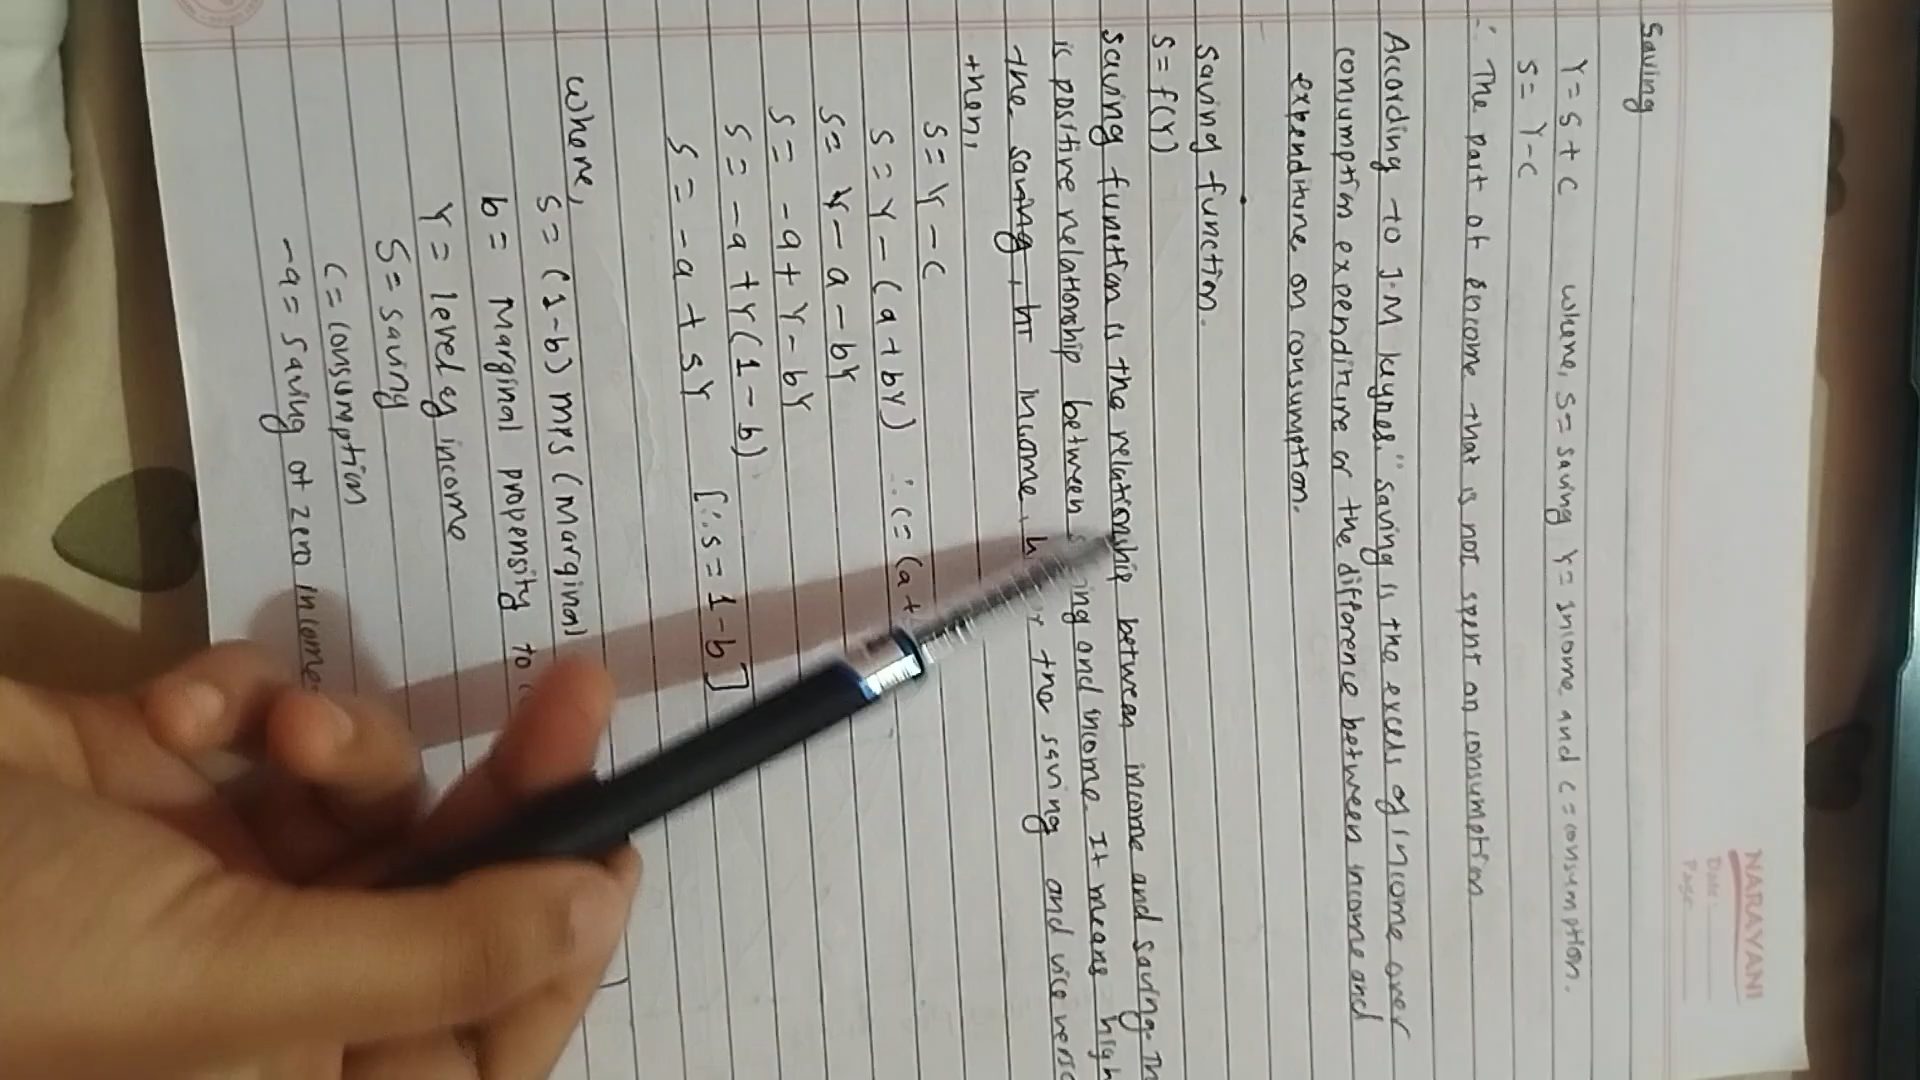 NARAYANI
Date:
Page:
Saving
Y = S + C where, S = saving Y = Income and C = consumption.
S = Y - C
∴ The part of income that is not spent on consumption
According to J.M keynes, "saving is the excess of income over
consumption expenditure or the difference between income and
expenditure on consumption.
Saving function.
S = f(Y)
Saving function is the relationship between income and saving. Th
is positive relationship between and income. It means high
the saving, income, the saving and vice versa
then,
S = Y - C
S = Y - (a + bY) ∵ C = (a +
S = Y - a - bY
S = -a + Y - bY
S = -a + Y (1 - b)
S = -a + sY [∵ s = 1 - b]
where,
S = (1 - b) mps (marginal
b = Marginal propensity to
Y = level of income
S = saving
C = consumption
-a = saving at zero income